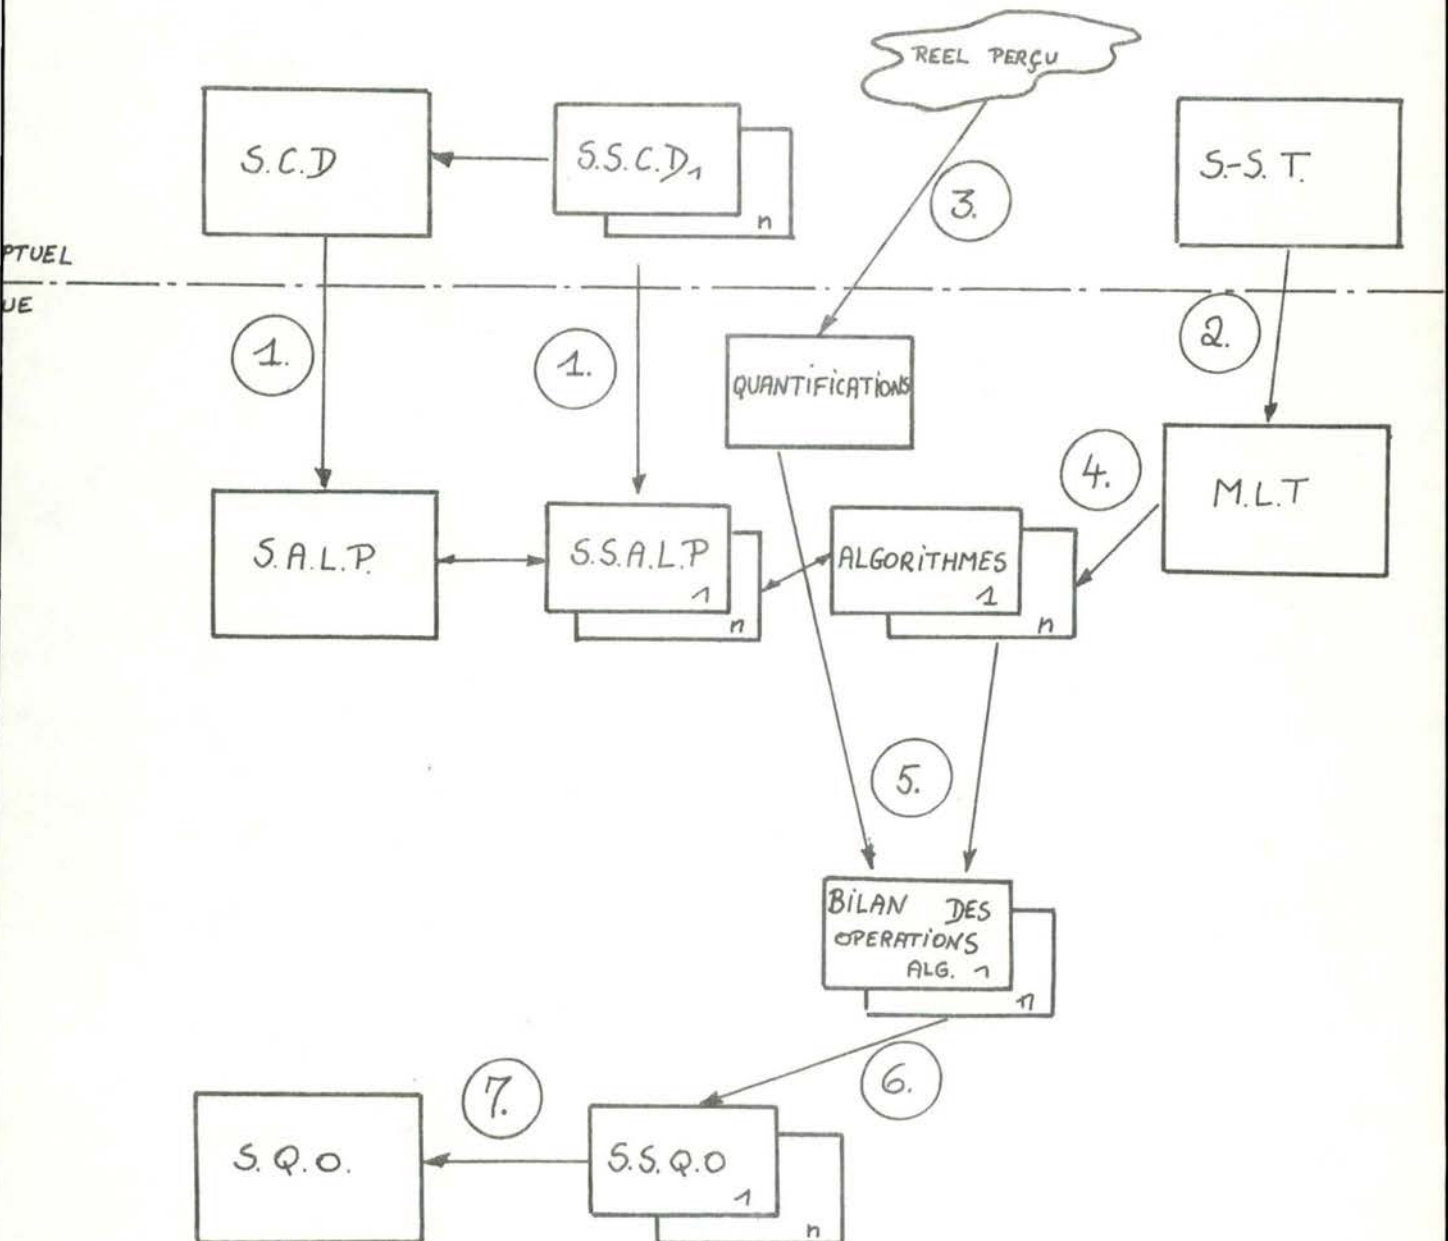 REEL PERÇU
S.C.D
S.S.C.D1
n
S.-S.T.
3.
PTUEL
UE
1.
1.
2.
QUANTIFICATIONS
4.
M.L.T
S.A.L.P.
S.S.A.L.P
1
n
ALGORITHMES
1
n
5.
BILAN DES
OPERATIONS
ALG. 1
n
6.
7.
S.Q.O.
S.S.Q.O
1
n